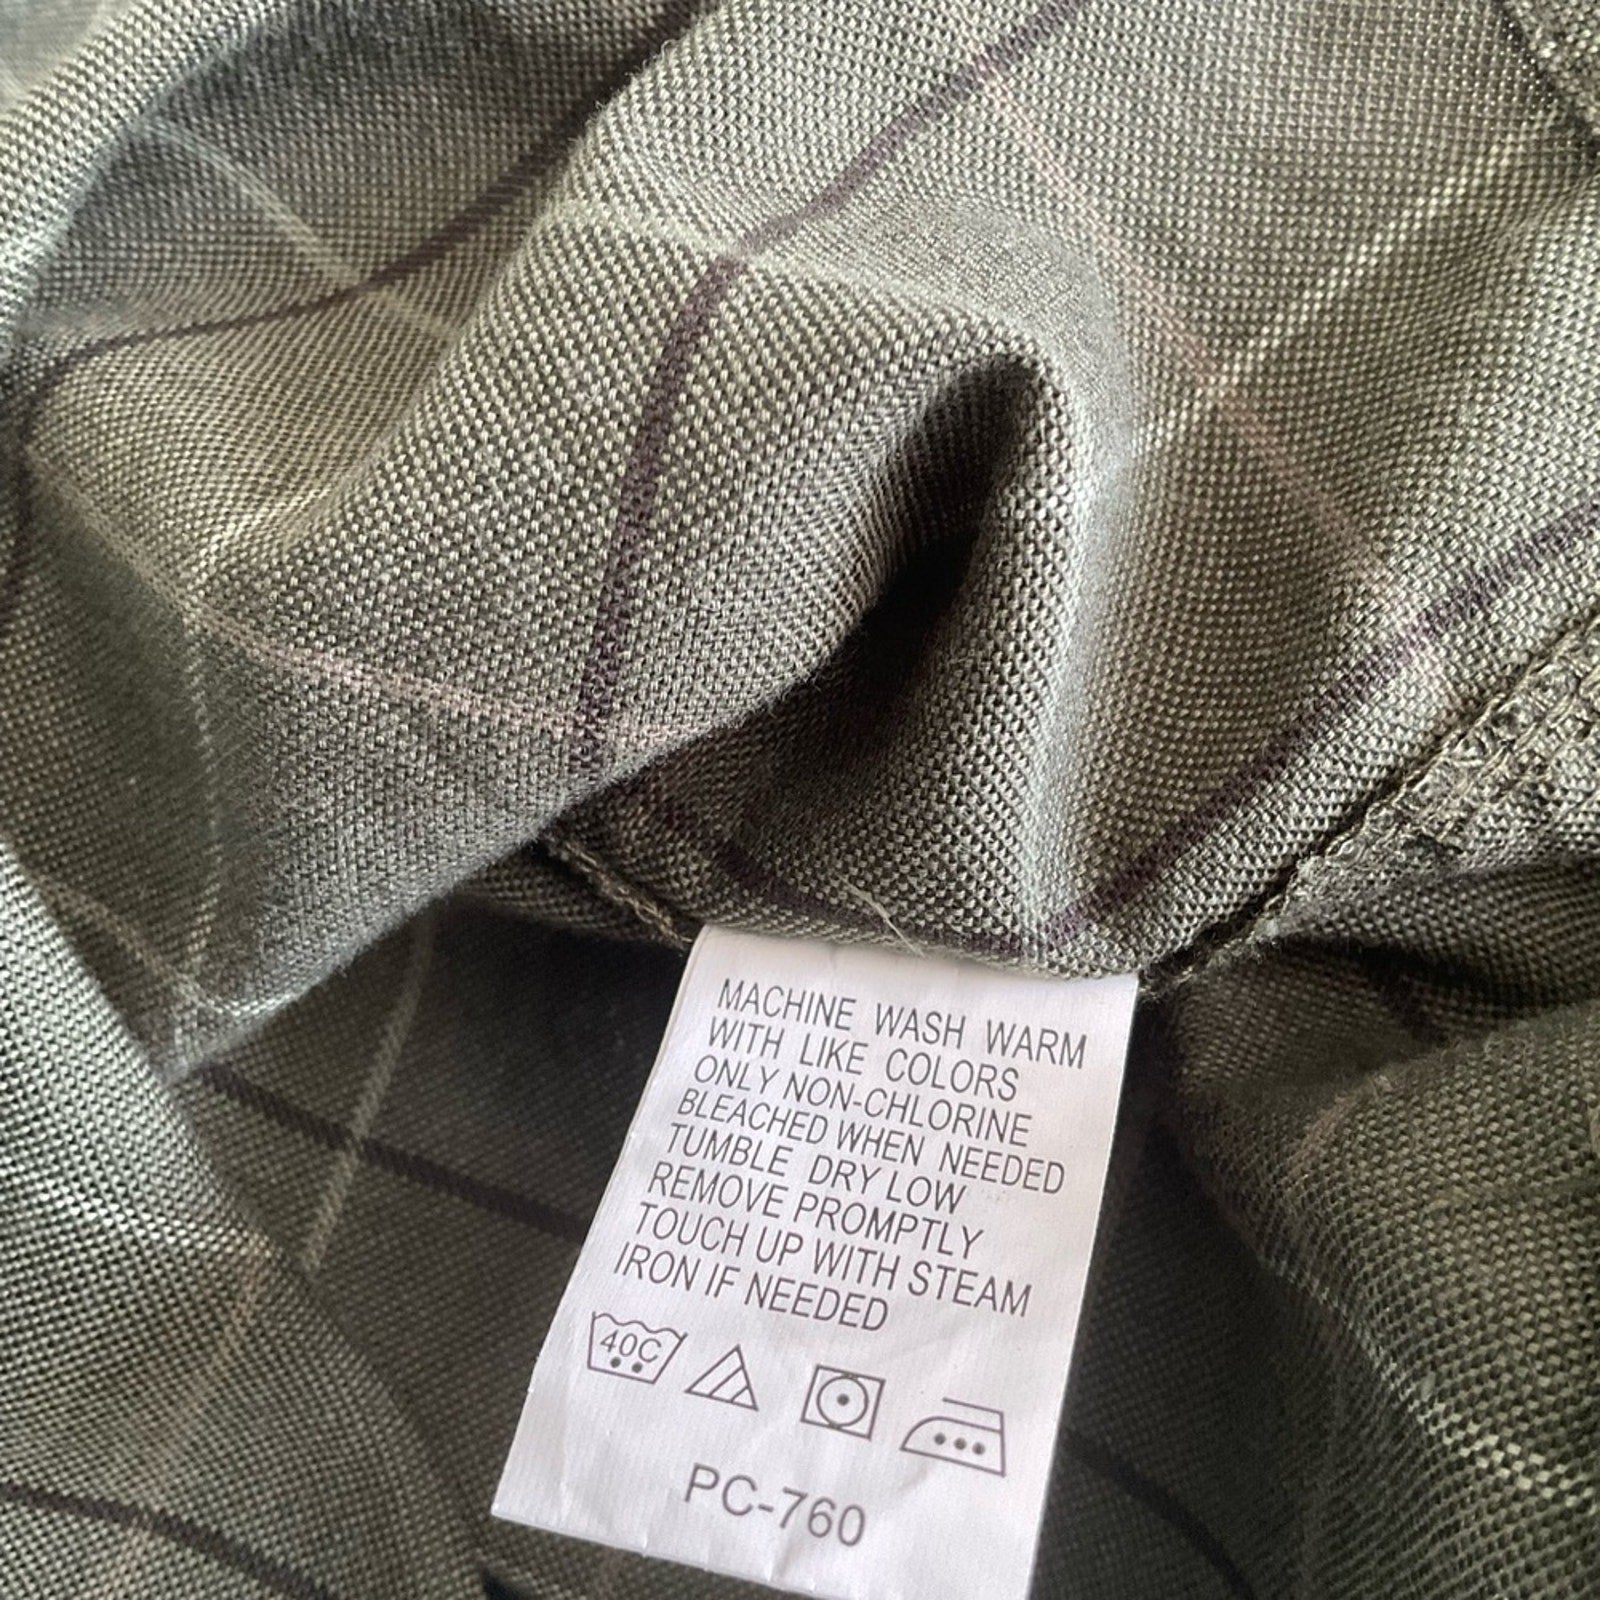 MACHINE WASH WARM
WITH LIKE COLORS
ONLY NON-CHLORINE
BLEACHED WHEN NEEDED
TUMBLE DRY LOW
REMOVE PROMPTLY
TOUCH UP WITH STEAM
IRON IF NEEDED
40C
PC-760